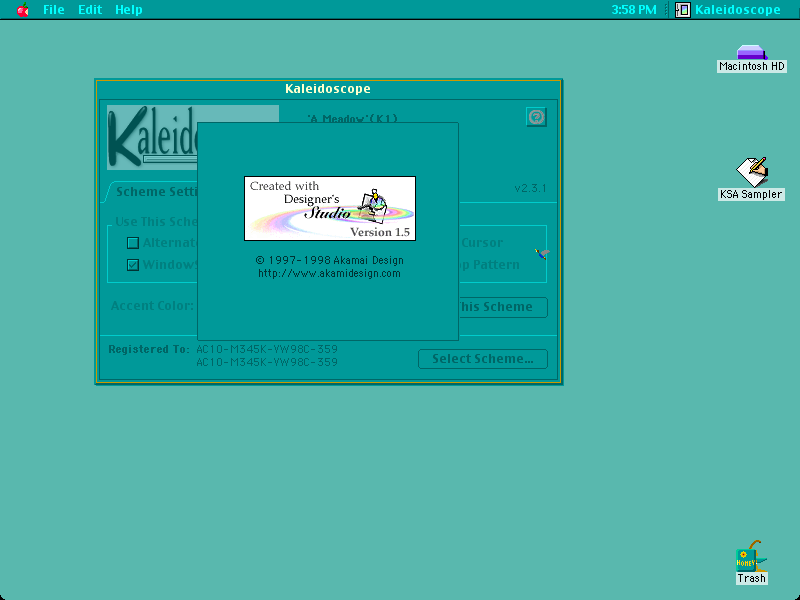 File Edit Help
3:58 PM Kaleidoscope
Macintosh HD
KSA Sampler
Kaleidoscope
Kaleid
'A Meadow'(K1)
v2.3.1
Scheme Setti
Use This Sche
Alternat
Cursor
Window
Pattern
Accent Color:
This Scheme
Created with
Designer's
Studio
Version 1.5
© 1997-1998 Akamai Design
http://www.akamidesign.com
Registered To: AC10-M345K-YW98C-359
AC10-M345K-YW98C-359
Select Scheme...
HONEY
Trash